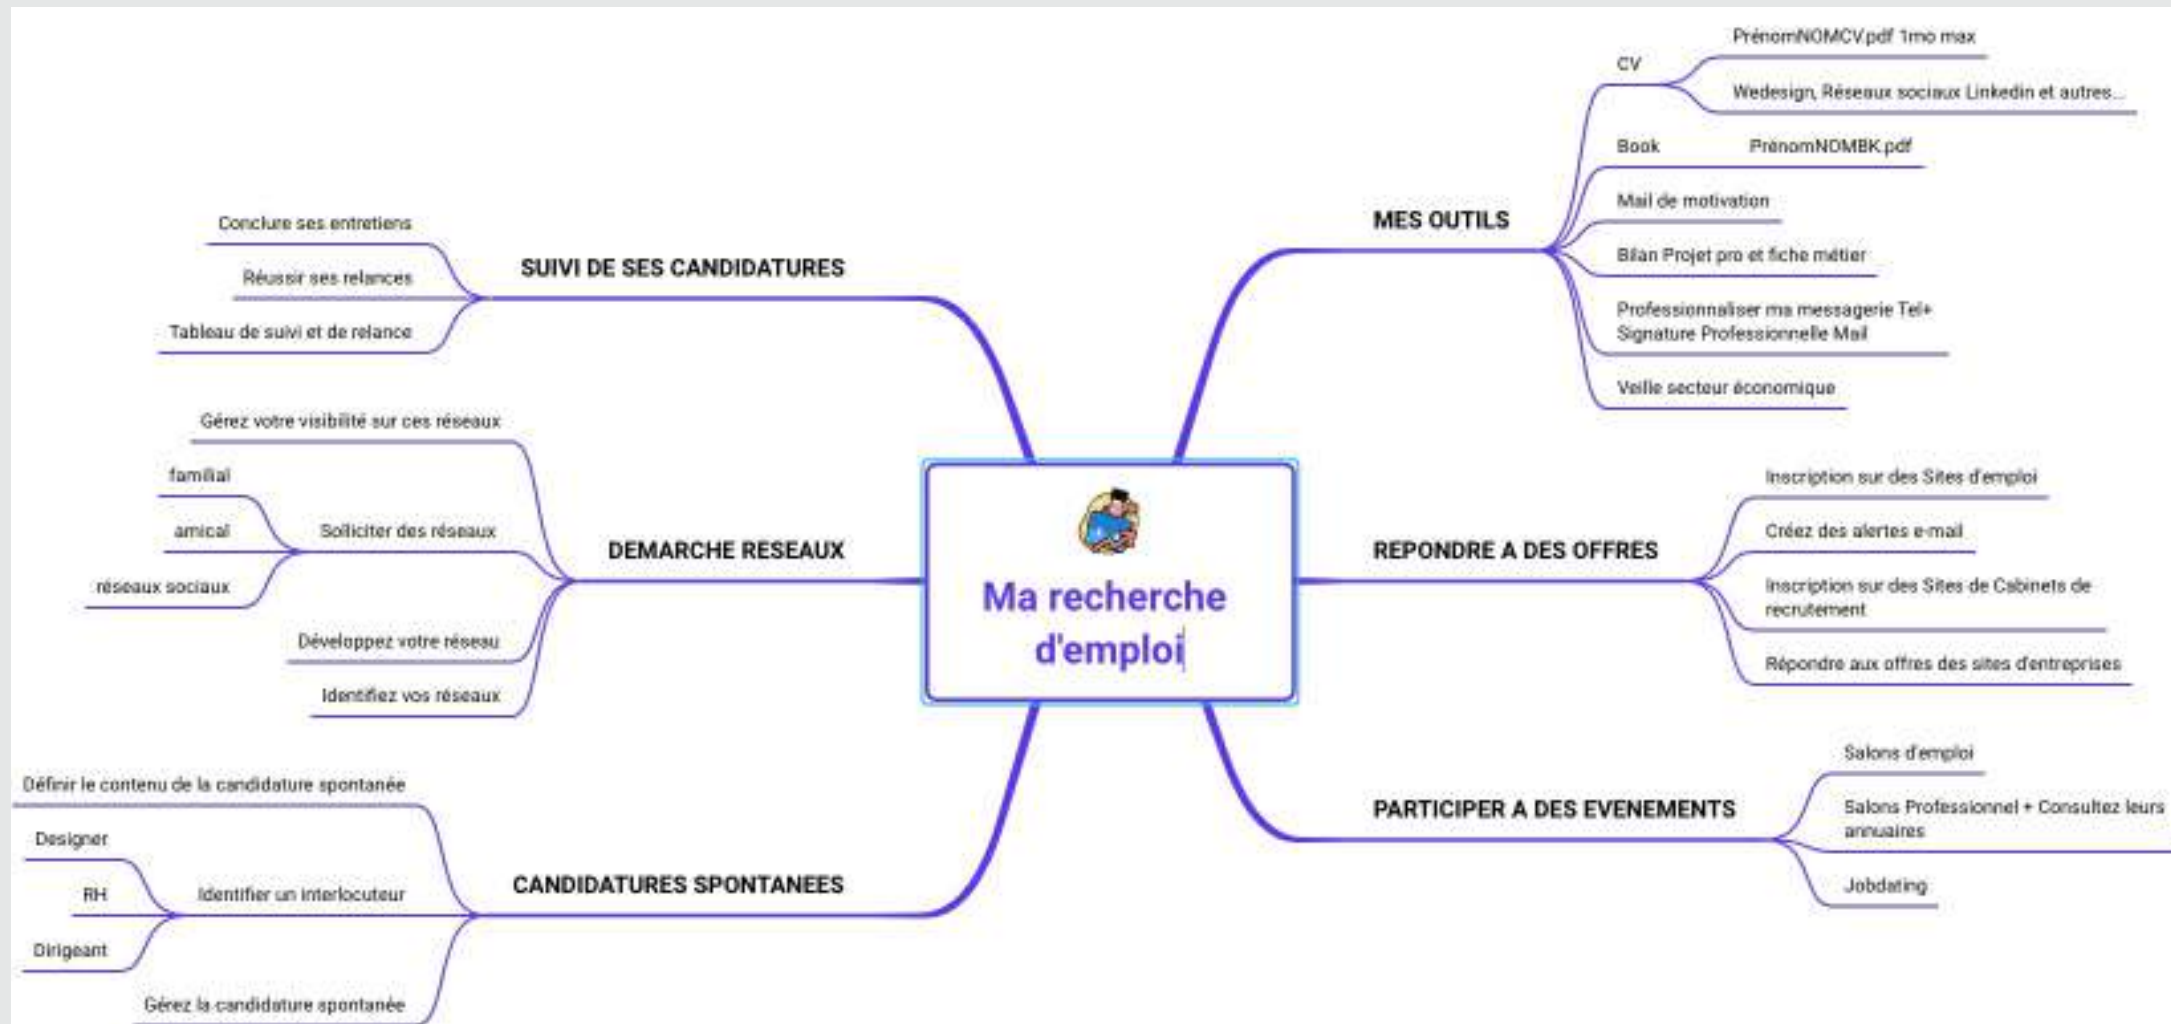 PrénomNOMCV.pdf 1mo max
CV
Wedesign, Réseaux sociaux Linkedin et autres...
Book
PrénomNOMBK.pdf
Mail de motivation
MES OUTILS
Bilan Projet pro et fiche métier
Professionnaliser ma messagerie Tel+
Signature Professionnelle Mail
Veille secteur économique
Conclure ses entretiens
SUIVI DE SES CANDIDATURES
Réussir ses relances
Tableau de suivi et de relance
Gérez votre visibilité sur ces réseaux
familial
amical
Solliciter des réseaux
réseaux sociaux
DEMARCHE RESEAUX
Développez votre réseau
Identifiez vos réseaux
Ma recherche
d'emploi
Inscription sur des Sites d'emploi
Créez des alertes e-mail
REPONDRE A DES OFFRES
Inscription sur des Sites de Cabinets de
recrutement
Répondre aux offres des sites d'entreprises
Définir le contenu de la candidature spontanée
Designer
RH
Identifier un interlocuteur
Dirigeant
CANDIDATURES SPONTANEES
Gérez la candidature spontanée
Salons d'emploi
PARTICIPER A DES EVENEMENTS
Salons Professionnel + Consultez leurs
annuaires
Jobdating